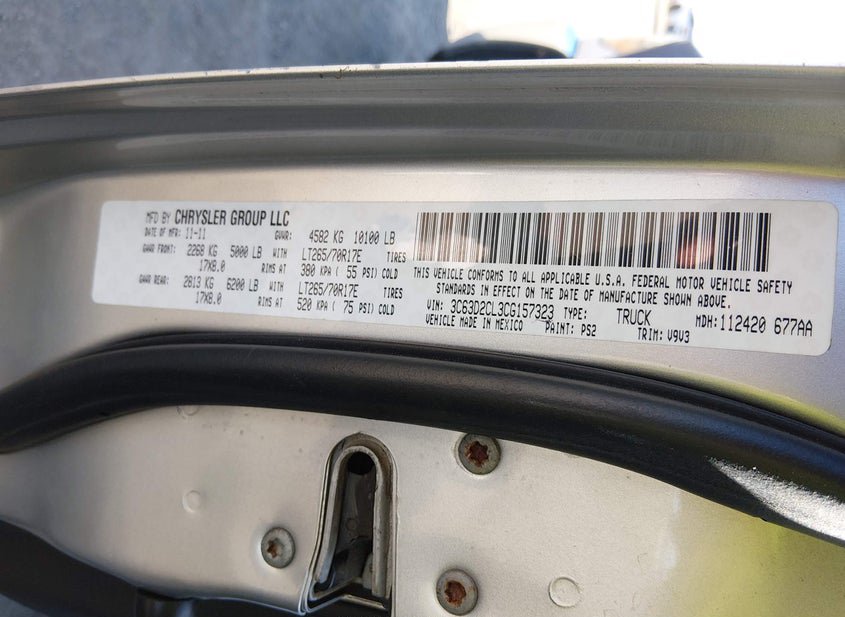 MFD BY CHRYSLER GROUP LLC
DATE OF MFR: 11-11 GVWR: 4582 KG 10100 LB
GAWR FRONT: 2268 KG 5000 LB WITH LT265/70R17E TIRES
17X8.0 RIMS AT 380 KPA ( 55 PSI) COLD
GAWR REAR: 2813 KG 6200 LB WITH LT265/70R17E TIRES
17X8.0 RIMS AT 520 KPA ( 75 PSI) COLD
THIS VEHICLE CONFORMS TO ALL APPLICABLE U.S.A. FEDERAL MOTOR VEHICLE SAFETY
STANDARDS IN EFFECT ON THE DATE OF MANUFACTURE SHOWN ABOVE.
VIN: 3C63D2CL3CG157323 TYPE: TRUCK MDH: 112420 677AA
VEHICLE MADE IN MEXICO PAINT: PS2 TRIM: V9V3